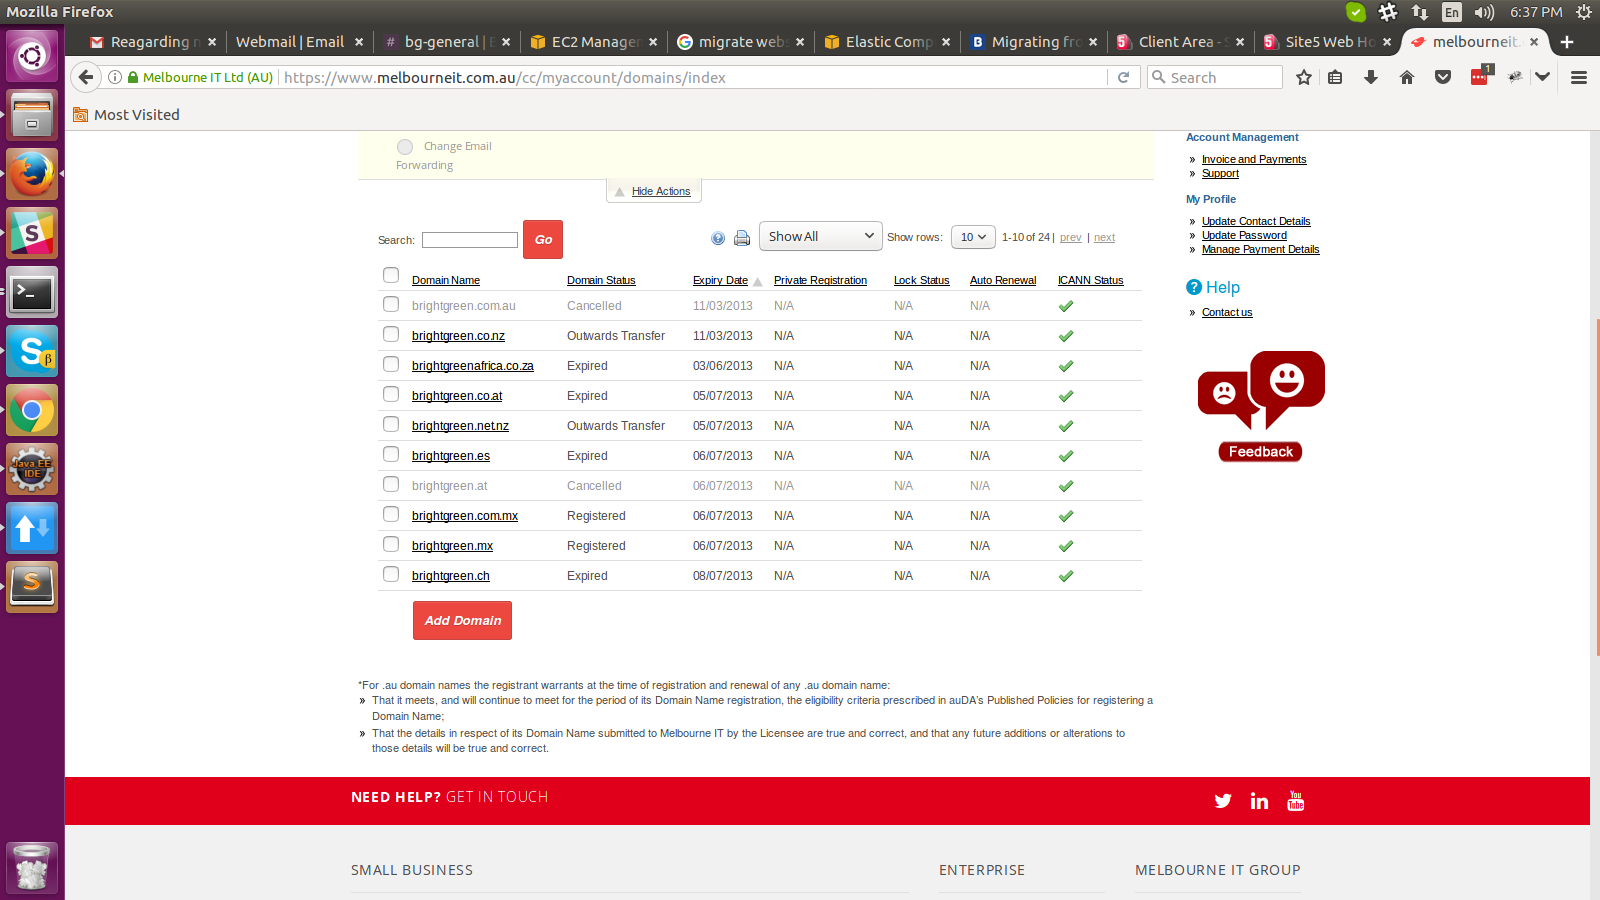 Mozilla Firefox
En
6:37 PM
Reagarding n
Webmail | Email
# bg-general | B
EC2 Manager
migrate webs
Elastic Comp
Migrating fro
Client Area - S
Site5 Web Ho
melbourneit.
Melbourne IT Ltd (AU)
https://www.melbourneit.com.au/cc/myaccount/domains/index
Search
1
Most Visited
Change Email
Forwarding
Hide Actions
Account Management
» Invoice and Payments
» Support
My Profile
» Update Contact Details
» Update Password
» Manage Payment Details
Help
» Contact us
Feedback
Search:
Go
Show All
Show rows:
10
1-10 of 24 | prev | next
Domain Name Domain Status Expiry Date Private Registration Lock Status Auto Renewal ICANN Status
brightgreen.com.au Cancelled 11/03/2013 N/A N/A N/A
brightgreen.co.nz Outwards Transfer 11/03/2013 N/A N/A N/A
brightgreenafrica.co.za Expired 03/06/2013 N/A N/A N/A
brightgreen.co.at Expired 05/07/2013 N/A N/A N/A
brightgreen.net.nz Outwards Transfer 05/07/2013 N/A N/A N/A
brightgreen.es Expired 06/07/2013 N/A N/A N/A
brightgreen.at Cancelled 06/07/2013 N/A N/A N/A
brightgreen.com.mx Registered 06/07/2013 N/A N/A N/A
brightgreen.mx Registered 06/07/2013 N/A N/A N/A
brightgreen.ch Expired 08/07/2013 N/A N/A N/A
Add Domain
*For .au domain names the registrant warrants at the time of registration and renewal of any .au domain name:
» That it meets, and will continue to meet for the period of its Domain Name registration, the eligibility criteria prescribed in auDA's Published Policies for registering a
Domain Name;
» That the details in respect of its Domain Name submitted to Melbourne IT by the Licensee are true and correct, and that any future additions or alterations to
those details will be true and correct.
NEED HELP? GET IN TOUCH
in
You
Tube
SMALL BUSINESS
ENTERPRISE
MELBOURNE IT GROUP
S
S β
Java EE
IDE
S